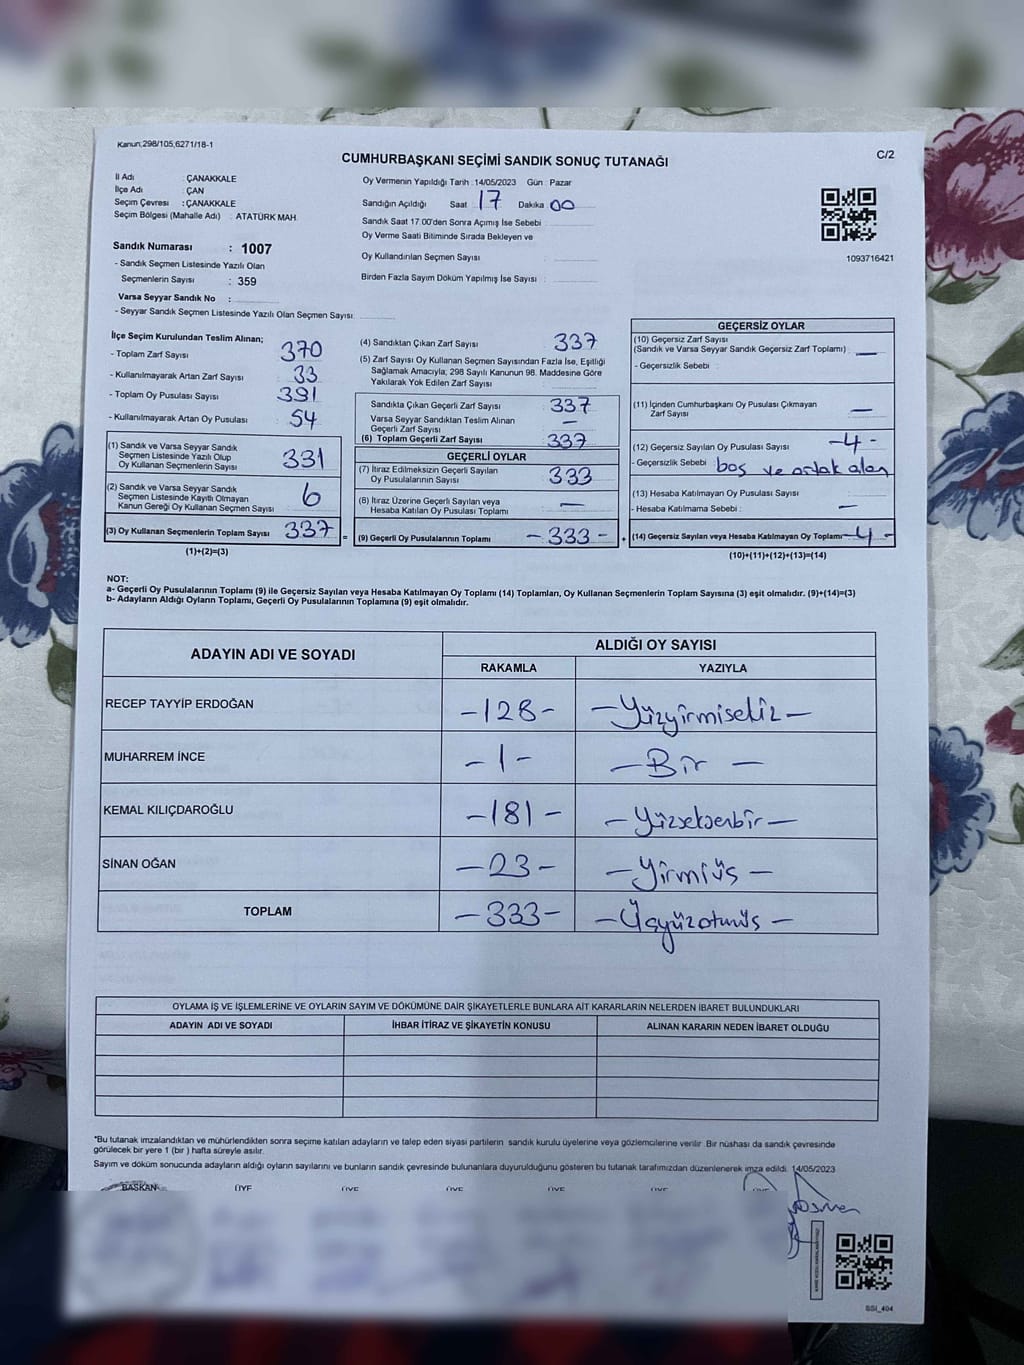 Kanun;298/105,6271/18-1
C/2
CUMHURBAŞKANI SEÇİMİ SANDIK SONUÇ TUTANAĞI
İl Adı : ÇANAKKALE
İlçe Adı : ÇAN
Seçim Çevresi : ÇANAKKALE
Seçim Bölgesi (Mahalle Adı) : ATATÜRK MAH.
Sandık Numarası : 1007
- Sandık Seçmen Listesinde Yazılı Olan
Seçmenlerin Sayısı : 359
Varsa Seyyar Sandık No :
- Seyyar Sandık Seçmen Listesinde Yazılı Olan Seçmen Sayısı
Oy Vermenin Yapıldığı Tarih :14/05/2023 Gün : Pazar
Sandığın Açıldığı Saat 17 Dakika 00
Sandık Saat 17.00'den Sonra Açılmış İse Sebebi
Oy Verme Saati Bitiminde Sırada Bekleyen ve
Oy Kullandırılan Seçmen Sayısı :
Birden Fazla Sayım Döküm Yapılmış İse Sayısı :
1093716421
İlçe Seçim Kurulundan Teslim Alınan;
- Toplam Zarf Sayısı 370
- Kullanılmayarak Artan Zarf Sayısı 33
- Toplam Oy Pusulası Sayısı 391
- Kullanılmayarak Artan Oy Pusulası 54
(1) Sandık ve Varsa Seyyar Sandık
Seçmen Listesinde Yazılı Olup
Oy Kullanan Seçmenlerin Sayısı 331
(2) Sandık ve Varsa Seyyar Sandık
Seçmen Listesinde Kayıtlı Olmayan
Kanun Gereği Oy Kullanan Seçmen Sayısı 6
(3) Oy Kullanan Seçmenlerin Toplam Sayısı 337 =
(1)+(2)=(3)
(4) Sandıktan Çıkan Zarf Sayısı 337
(5) Zarf Sayısı Oy Kullanan Seçmen Sayısından Fazla İse, Eşitliği
Sağlamak Amacıyla, 298 Sayılı Kanunun 98. Maddesine Göre
Yakılarak Yok Edilen Zarf Sayısı
Sandıkta Çıkan Geçerli Zarf Sayısı 337
Varsa Seyyar Sandıktan Teslim Alınan
Geçerli Zarf Sayısı —
(6) Toplam Geçerli Zarf Sayısı 337
GEÇERLİ OYLAR
(7) İtiraz Edilmeksizin Geçerli Sayılan
Oy Pusulalarının Sayısı 333
(8) İtiraz Üzerine Geçerli Sayılan veya
Hesaba Katılan Oy Pusulası Toplamı —
(9) Geçerli Oy Pusulalarının Toplamı - 333 - +
GEÇERSİZ OYLAR
(10) Geçersiz Zarf Sayısı
(Sandık ve Varsa Seyyar Sandık Geçersiz Zarf Toplamı) : —
- Geçersizlik Sebebi :
(11) İçinden Cumhurbaşkanı Oy Pusulası Çıkmayan
Zarf Sayısı —
(12) Geçersiz Sayılan Oy Pusulası Sayısı -4-
- Geçersizlik Sebebi boş ve ortak alan
(13) Hesaba Katılmayan Oy Pusulası Sayısı
- Hesaba Katılmama Sebebi : —
(14) Geçersiz Sayılan veya Hesaba Katılmayan Oy Toplamı -4-
(10)+(11)+(12)+(13)=(14)
NOT:
a- Geçerli Oy Pusulalarının Toplamı (9) ile Geçersiz Sayılan veya Hesaba Katılmayan Oy Toplamı (14) Toplamları, Oy Kullanan Seçmenlerin Toplam Sayısına (3) eşit olmalıdır. (9)+(14)=(3)
b- Adayların Aldığı Oyların Toplamı, Geçerli Oy Pusulalarının Toplamına (9) eşit olmalıdır.
ADAYIN ADI VE SOYADI
ALDIĞI OY SAYISI
RAKAMLA YAZIYLA
RECEP TAYYİP ERDOĞAN -128- -Yüzyirmisekiz-
MUHARREM İNCE -1- -Bir-
KEMAL KILIÇDAROĞLU -181- -Yüzseksenbir-
SİNAN OĞAN -23- -Yirmiüç-
TOPLAM -333- -Üçyüzotuzüç-
OYLAMA İŞ VE İŞLEMLERİNE VE OYLARIN SAYIM VE DÖKÜMÜNE DAİR ŞİKAYETLERLE BUNLARA AİT KARARLARIN NELERDEN İBARET BULUNDUKLARI
ADAYIN ADI VE SOYADI İHBAR İTİRAZ VE ŞİKAYETİN KONUSU ALINAN KARARIN NEDEN İBARET OLDUĞU
"Bu tutanak imzalandıktan ve mühürlendikten sonra seçime katılan adayların ve talep eden siyasi partilerin sandık kurulu üyelerine veya gözlemcilerine verilir. Bir nüshası da sandık çevresinde
görülecek bir yere 1 (bir) hafta süreyle asılır.
Sayım ve döküm sonucunda adayların aldığı oyların sayılarını ve bunların sandık çevresinde bulunanlara duyurulduğunu gösteren bu tutanak tarafımızdan düzenlenerek imza edildi. 14/05/2023
BAŞKAN ÜYE ÜYE ÜYE ÜYE ÜYE ÜYE
SSI_404